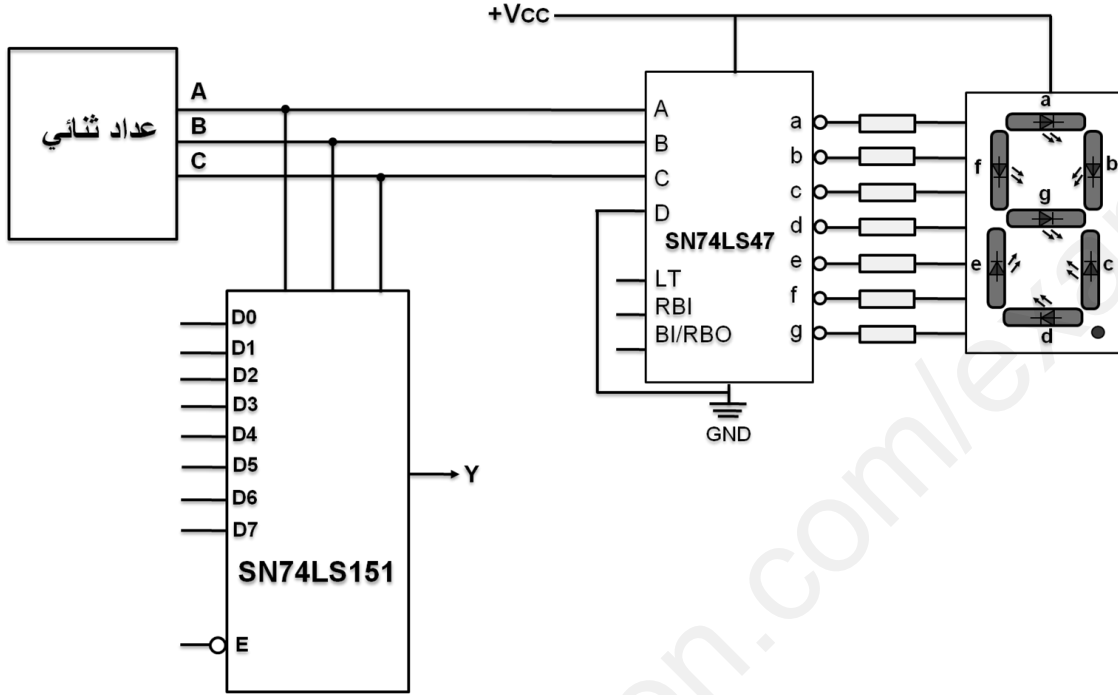 +Vcc
عداد ثنائي
A
B
C
A
B
C
D
SN74LS47
LT
RBI
BI/RBO
a
b
c
d
e
f
g
GND
a
f
b
g
e
c
d
D0
D1
D2
D3
D4
D5
D6
D7
SN74LS151
E
Y